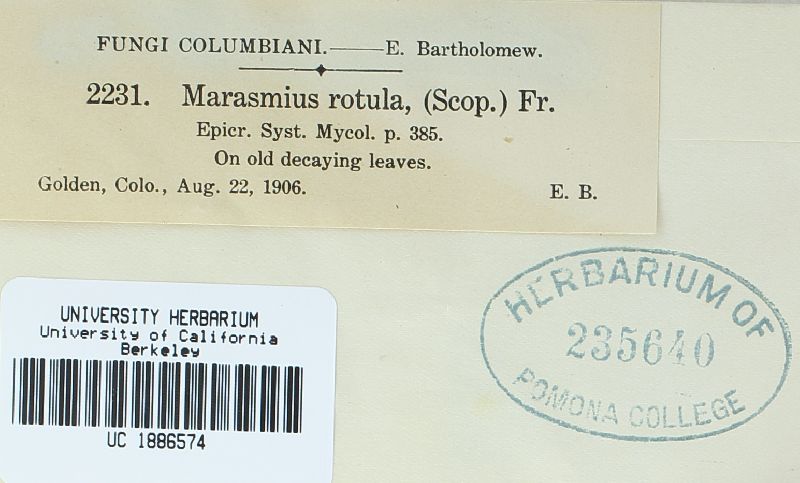 FUNGI COLUMBIANI.——E. Bartholomew.
2231. Marasmius rotula, (Scop.) Fr.
Epicr. Syst. Mycol. p. 385.
On old decaying leaves.
Golden, Colo., Aug. 22, 1906. E. B.
UNIVERSITY HERBARIUM
University of California
Berkeley
UC 1886574
HERBARIUM OF
235640
POMONA COLLEGE